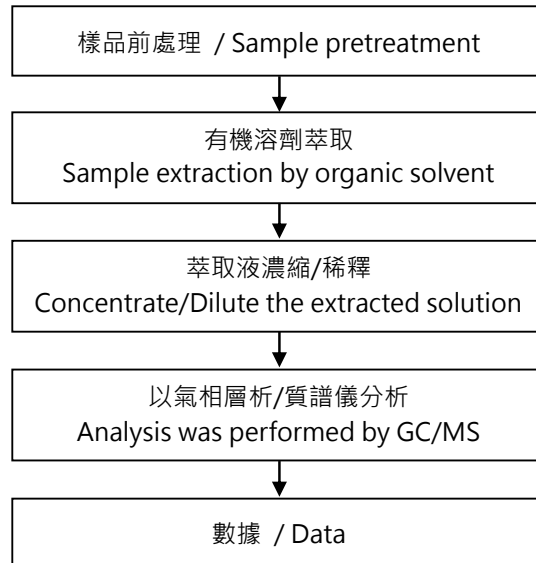 樣品前處理 / Sample pretreatment
有機溶劑萃取
Sample extraction by organic solvent
萃取液濃縮/稀釋
Concentrate/Dilute the extracted solution
以氣相層析/質譜儀分析
Analysis was performed by GC/MS
數據 / Data